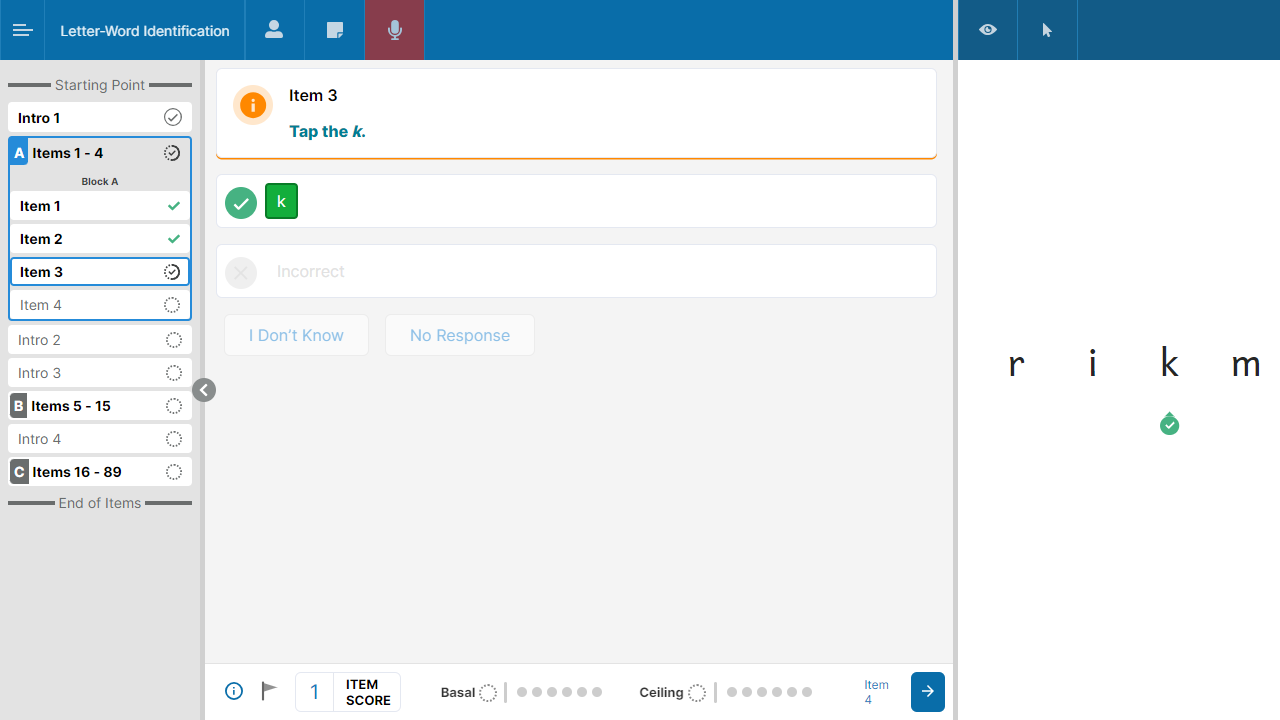 Letter-Word Identification
Starting Point
Intro 1
A Items 1 - 4
Block A
Item 1
Item 2
Item 3
Item 4
Intro 2
Intro 3
B Items 5 - 15
Intro 4
C Items 16 - 89
End of Items
Item 3
Tap the k.
k
Incorrect
I Don't Know
No Response
1
ITEM
SCORE
Basal
Ceiling
Item
4
r i k m